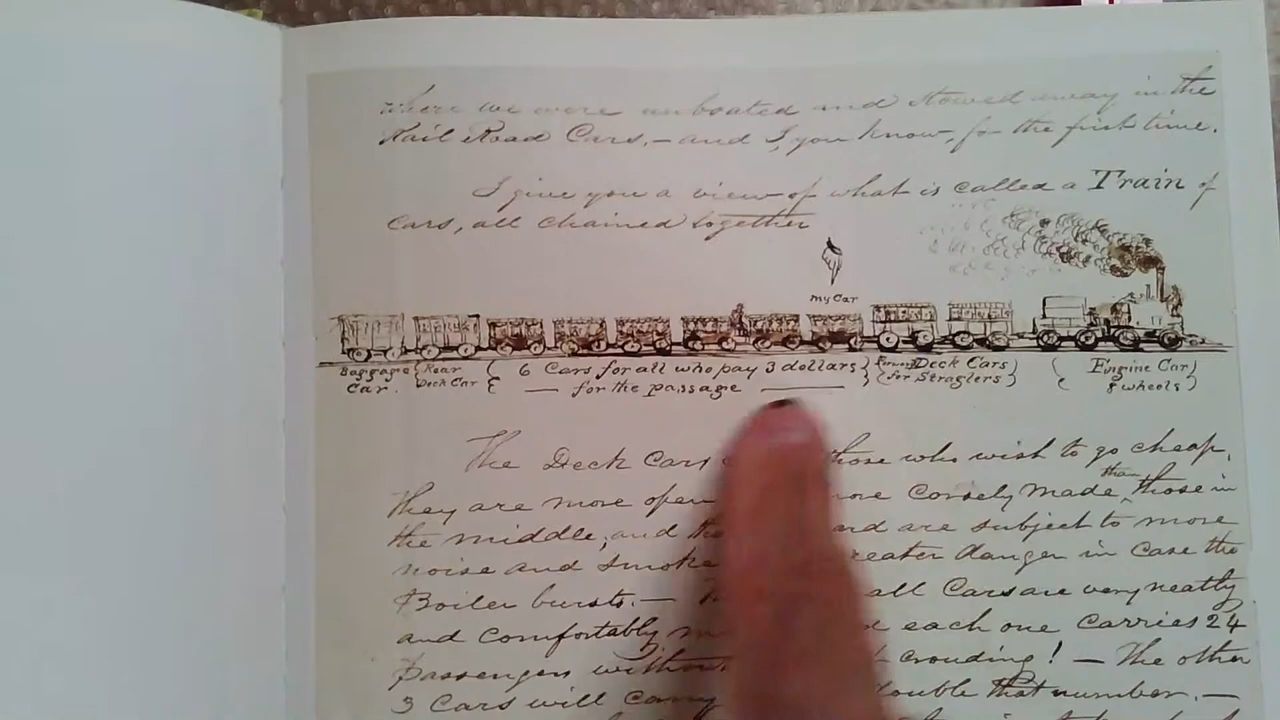 where we were unboated and stowed away in the
Rail Road Cars.— and I, you know, for the first time.
I give you a view of what is called a Train of
cars, all chained together
my Car
Baggage Car.
Rear Deck Car
6 Cars for all who pay 3 dollars
— for the passage —
Forward Deck Cars
for Straglers
Engine Car
8 wheels
The Deck Cars those who wish to go cheap,
They are more open more Corsely made than those in
the middle, and are subject to more
noise and smoke greater danger in Case the
Boiler bursts.— all Cars are very neatly
and Comfortably each one Carries 24
passengers without crouding! — The other
3 Cars will carry double that number.—